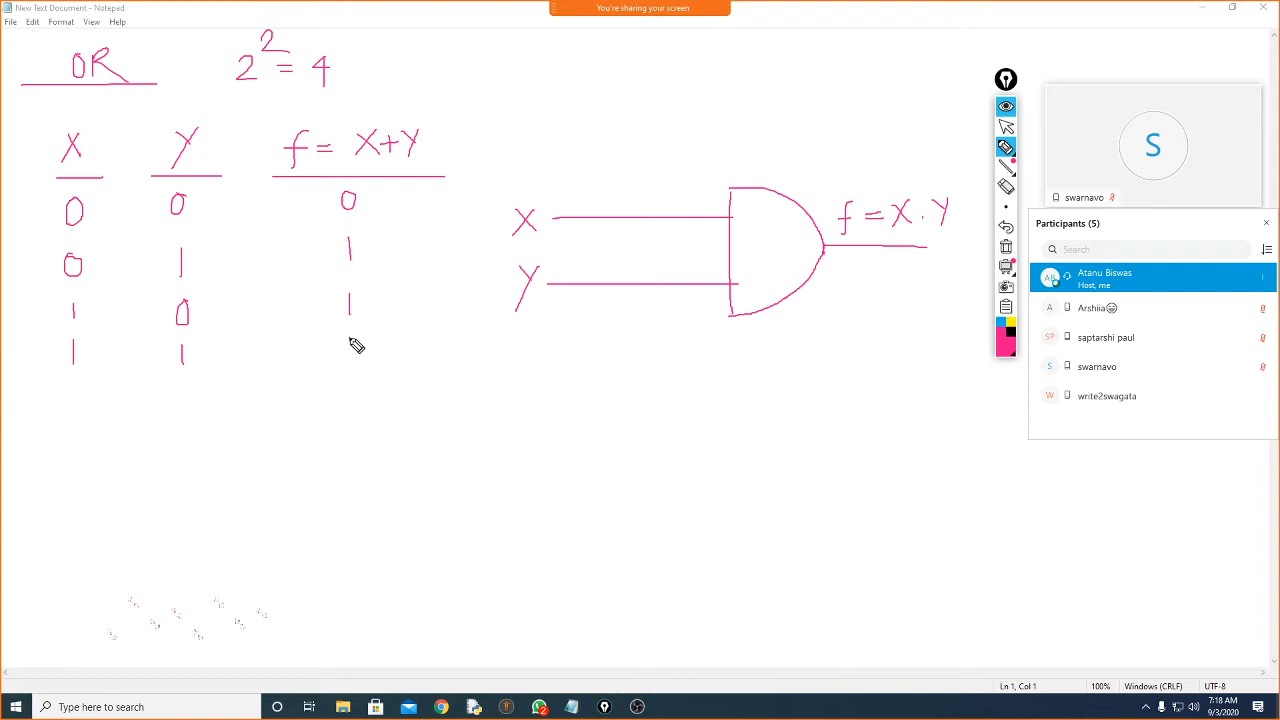 New Text Document - Notepad
You're sharing your screen
File Edit Format View Help
OR 2² = 4
X Y f = X+Y
0 0 0
0 1 1
1 0 1
1 1
X
Y
f = X . Y
S
swarnavo
Participants (5)
Search
AB Atanu Biswas
Host, me
A Arshiia😄
SP saptarshi paul
S swarnavo
W write2swagata
Ln 1, Col 1 100% Windows (CRLF) UTF-8
Type here to search
2
7:18 AM
9/3/2020